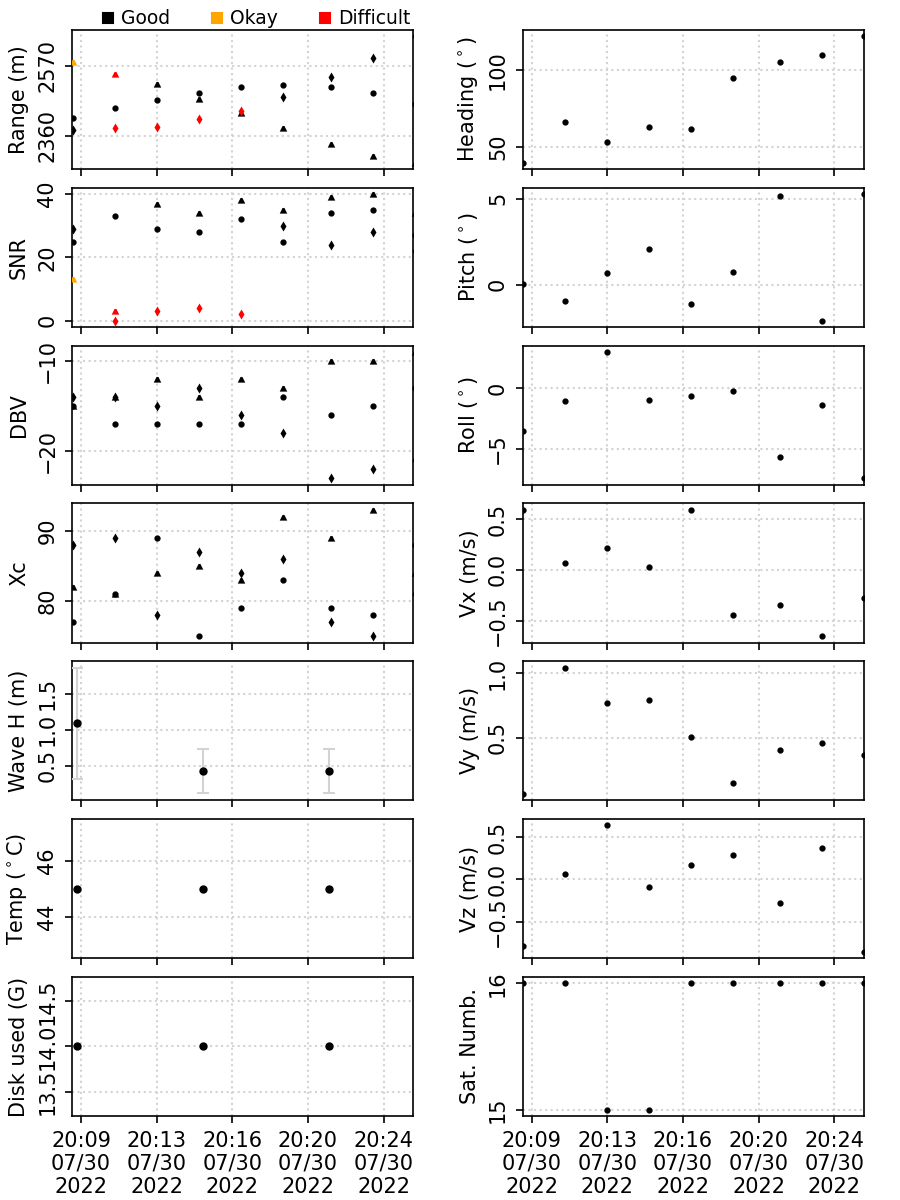 Good Okay Difficult
Range (m)
2570
2360
Heading (°)
100
50
SNR
40
20
0
Pitch (°)
5
0
DBV
−10
−20
Roll (°)
0
−5
Xc
90
80
Vx (m/s)
0.5
0.0
−0.5
Wave H (m)
1.5
1.0
0.5
Vy (m/s)
1.0
0.5
Temp (°C)
46
44
Vz (m/s)
0.5
0.0
−0.5
Disk used (G)
14.5
14.0
13.5
Sat. Numb.
16
15
20:09 20:13 20:16 20:20 20:24
07/30 07/30 07/30 07/30 07/30
2022 2022 2022 2022 2022
20:09 20:13 20:16 20:20 20:24
07/30 07/30 07/30 07/30 07/30
2022 2022 2022 2022 2022